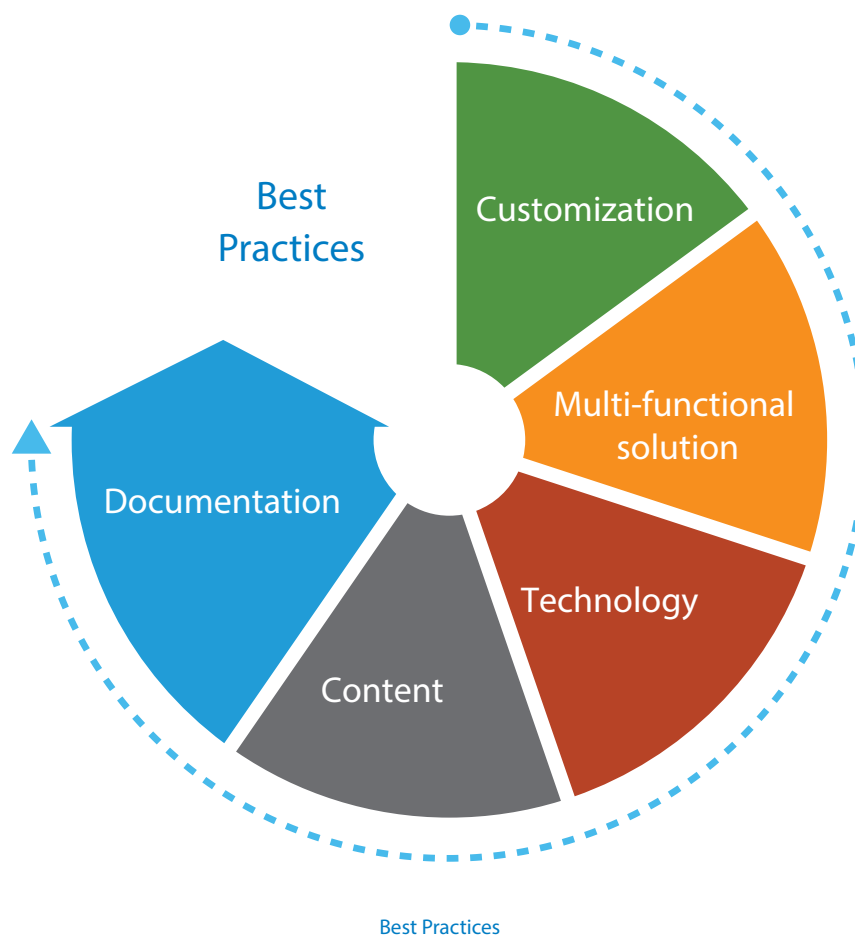 Best
Practices
Customization
Multi-functional
solution
Technology
Content
Documentation
Best Practices